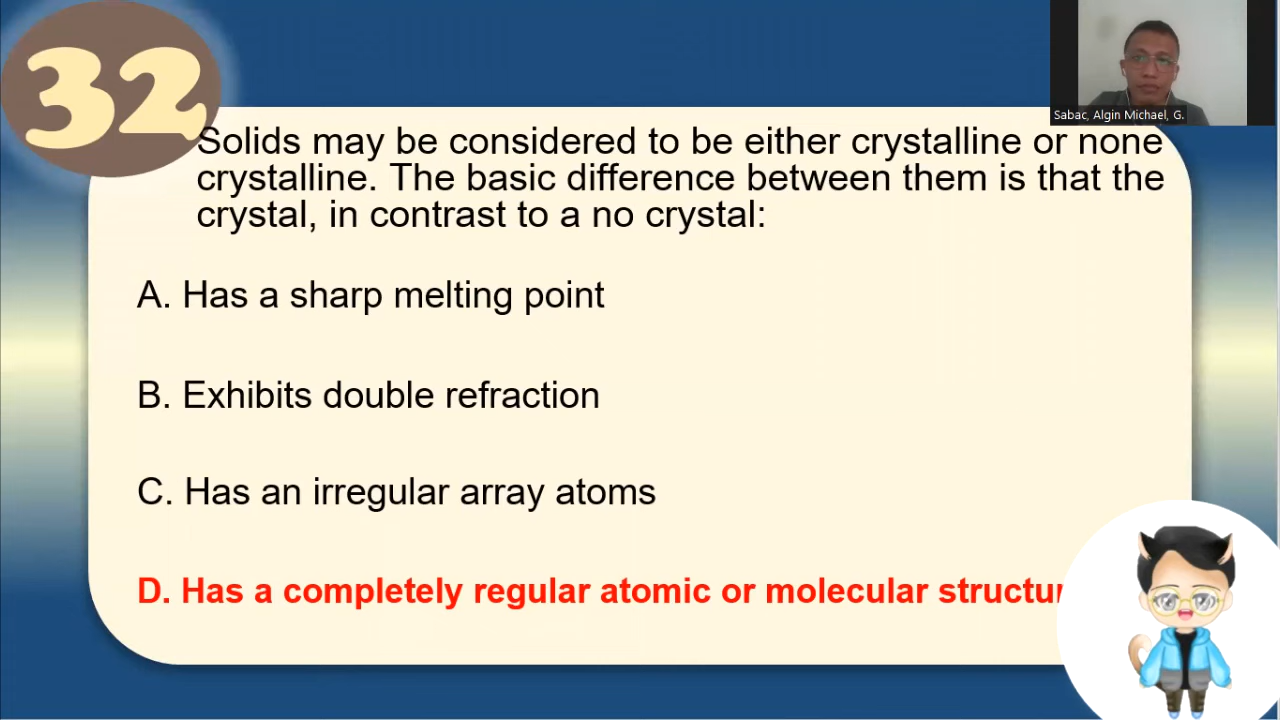 32
Sabac, Algin Michael, G.
Solids may be considered to be either crystalline or none
crystalline. The basic difference between them is that the
crystal, in contrast to a no crystal:
A. Has a sharp melting point
B. Exhibits double refraction
C. Has an irregular array atoms
D. Has a completely regular atomic or molecular